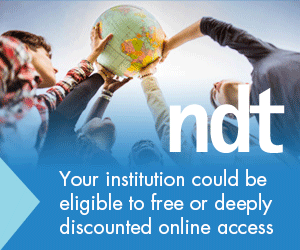 ndt
Your institution could be
eligible to free or deeply
discounted online access